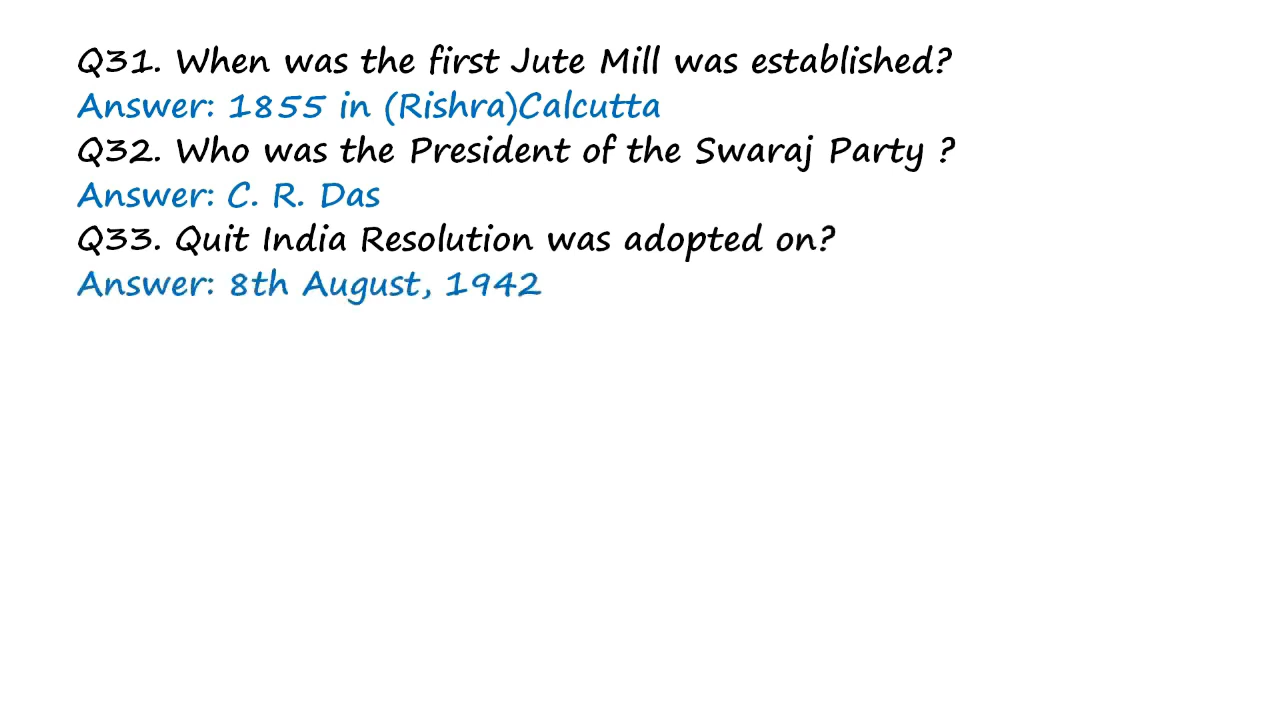 Q31. When was the first Jute Mill was established?
Answer: 1855 in (Rishra)Calcutta
Q32. Who was the President of the Swaraj Party ?
Answer: C. R. Das
Q33. Quit India Resolution was adopted on?
Answer: 8th August, 1942